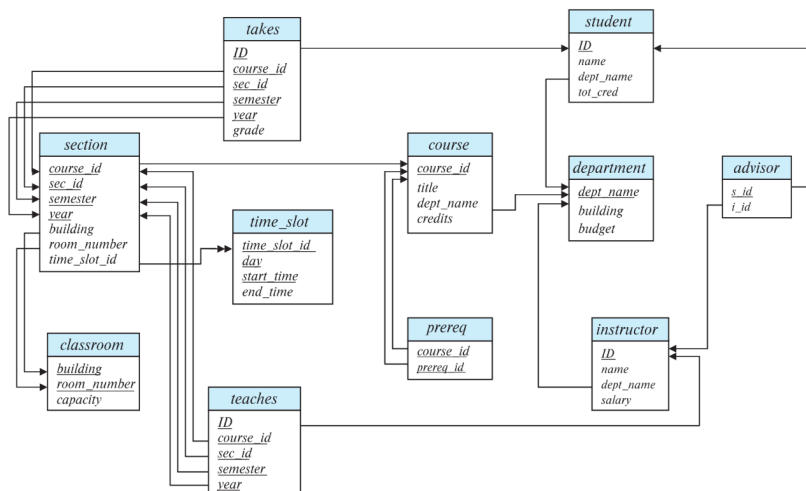 takes
ID
course_id
sec_id
semester
year
grade
student
ID
name
dept_name
tot_cred
section
course_id
sec_id
semester
year
building
room_number
time_slot_id
course
course_id
title
dept_name
credits
department
dept_name
building
budget
advisor
s_id
i_id
time_slot
time_slot_id
day
start_time
end_time
classroom
building
room_number
capacity
prereq
course_id
prereq_id
instructor
ID
name
dept_name
salary
teaches
ID
course_id
sec_id
semester
year